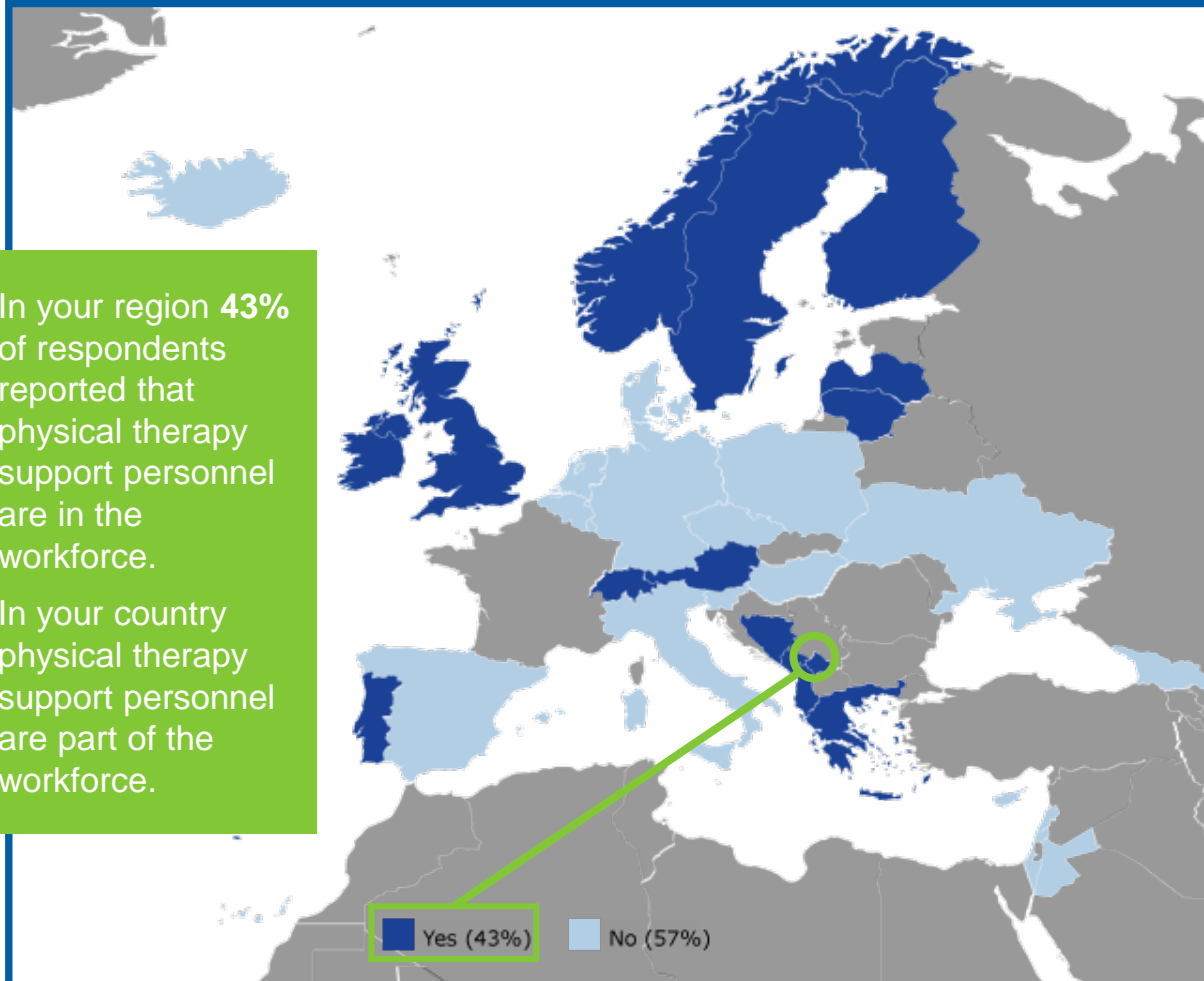 In your region 43%
of respondents
reported that
physical therapy
support personnel
are in the
workforce.
In your country
physical therapy
support personnel
are part of the
workforce.
Yes (43%)
No (57%)